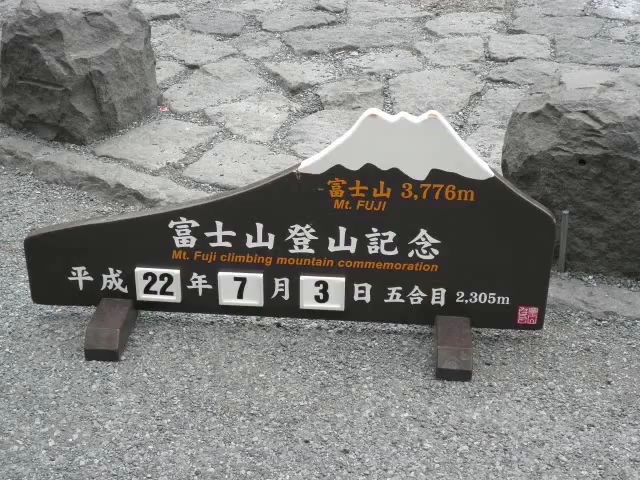 富士山 3,776m
Mt. FUJI
富士山登山記念
Mt. Fuji climbing mountain commemoration
平成 22 年 7 月 3 日 五合目 2,305m